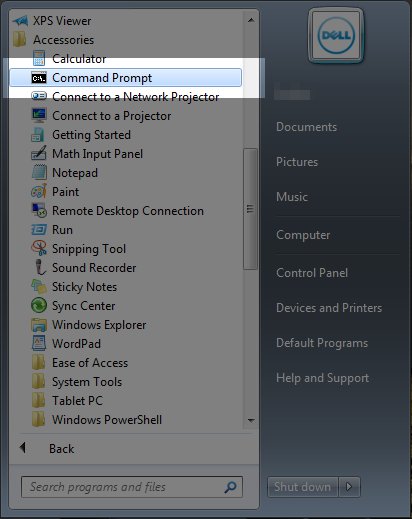 XPS Viewer
Accessories
Calculator
C:\.
Command Prompt
Connect to a Network Projector
Connect to a Projector
Getting Started
Math Input Panel
Notepad
Paint
Remote Desktop Connection
Run
Snipping Tool
Sound Recorder
Sticky Notes
Sync Center
Windows Explorer
WordPad
Ease of Access
System Tools
Tablet PC
Windows PowerShell
Back
Search programs and files
DELL
Documents
Pictures
Music
Computer
Control Panel
Devices and Printers
Default Programs
Help and Support
Shut down